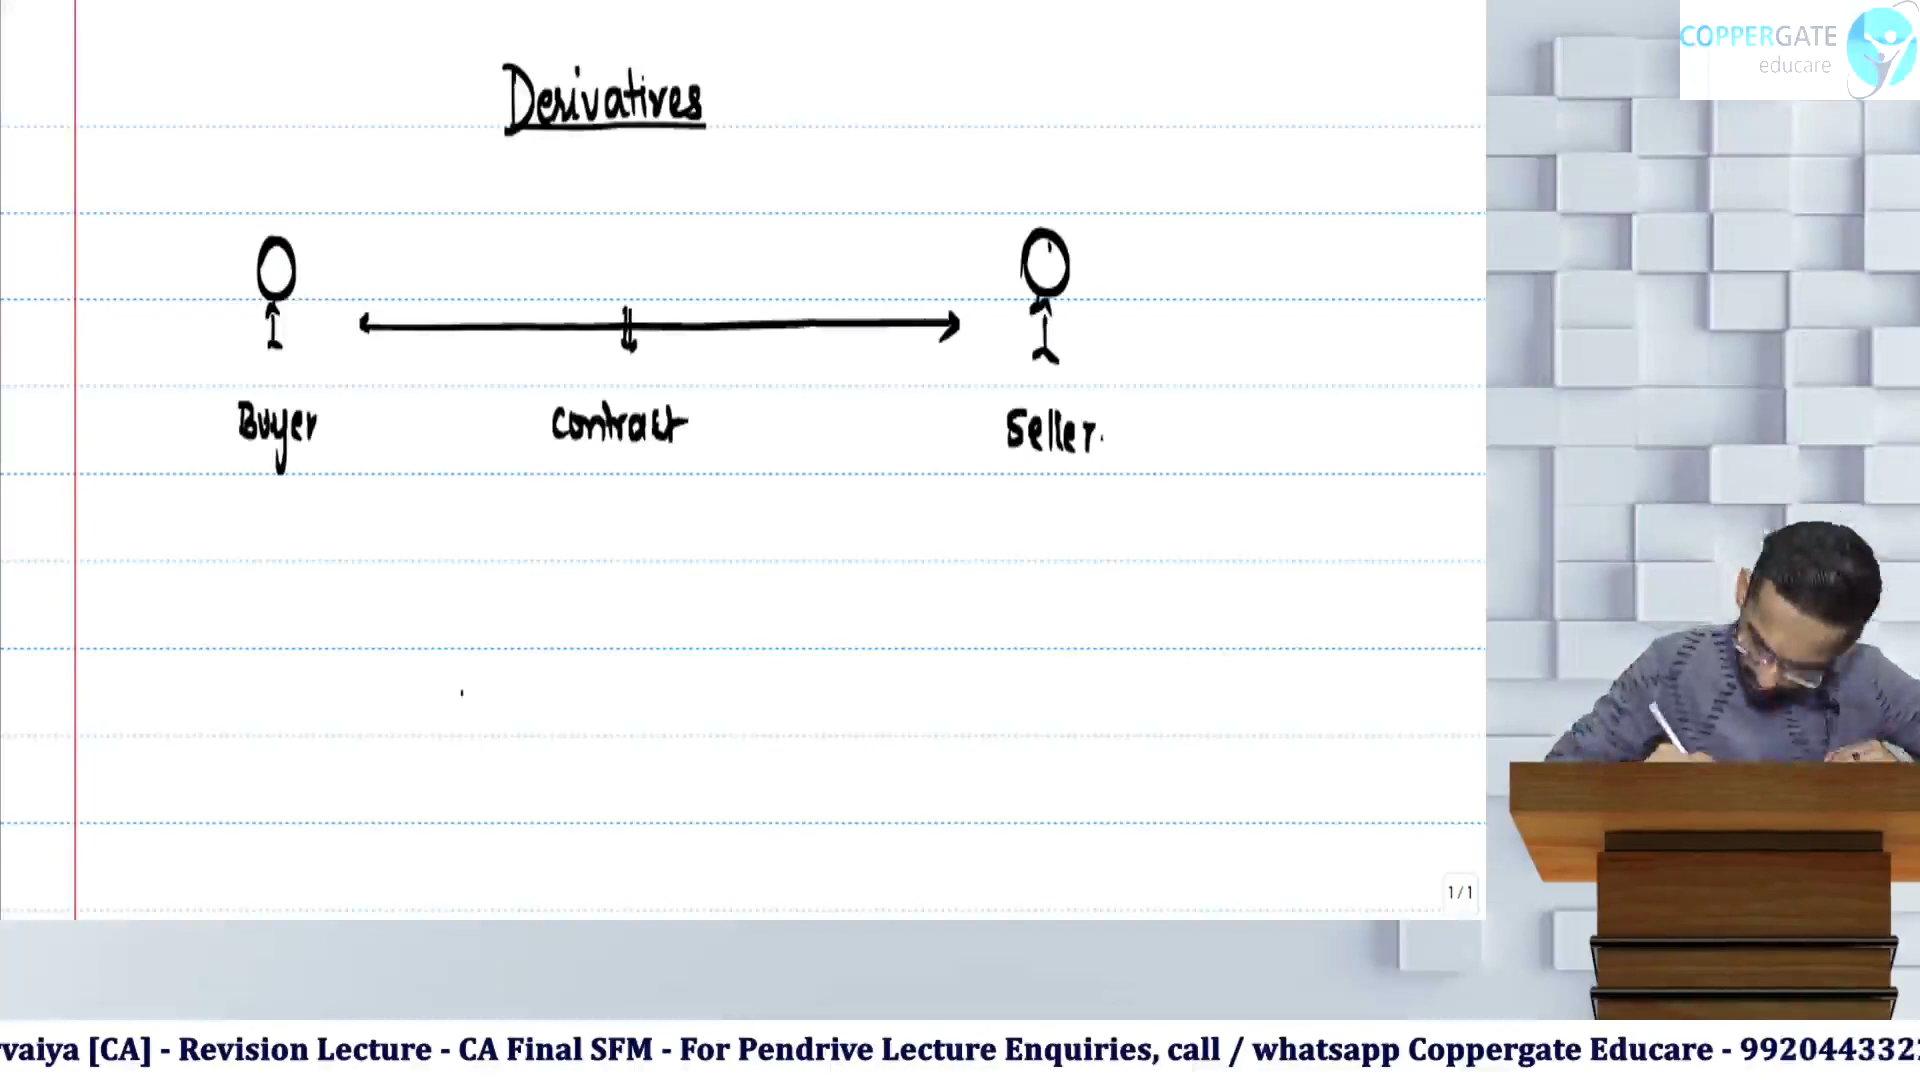 COPPERGATE
educare
Derivatives
Buyer
Contract
Seller.
1/1
vaiya [CA] - Revision Lecture - CA Final SFM - For Pendrive Lecture Enquiries, call / whatsapp Coppergate Educare - 992044332